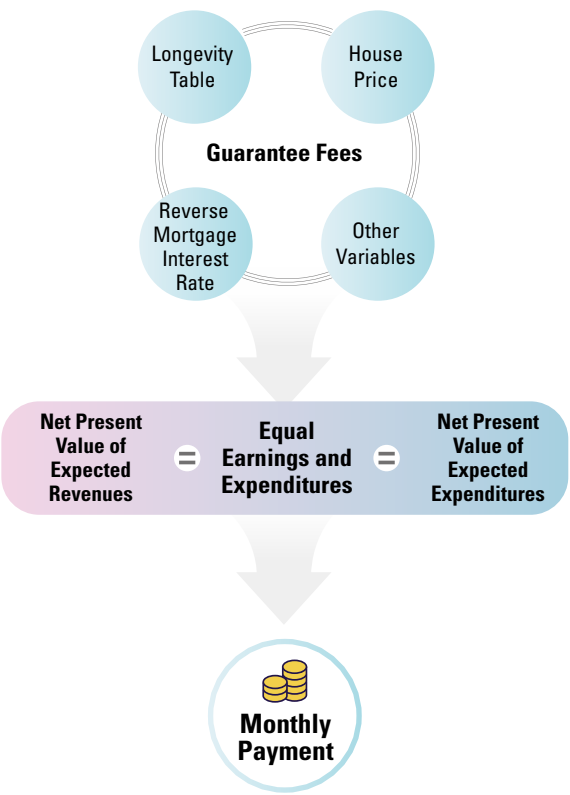 Longevity
Table
House
Price
Guarantee Fees
Reverse
Mortgage
Interest
Rate
Other
Variables
Net Present
Value of
Expected
Revenues
=
Equal
Earnings and
Expenditures
=
Net Present
Value of
Expected
Expenditures
Monthly
Payment